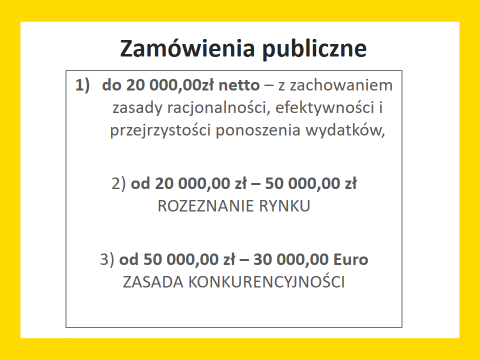 Zamówienia publiczne
1) do 20 000,00zł netto – z zachowaniem
zasady racjonalności, efektywności i
przejrzystości ponoszenia wydatków,
2) od 20 000,00 zł – 50 000,00 zł
ROZEZNANIE RYNKU
3) od 50 000,00 zł – 30 000,00 Euro
ZASADA KONKURENCYJNOŚCI